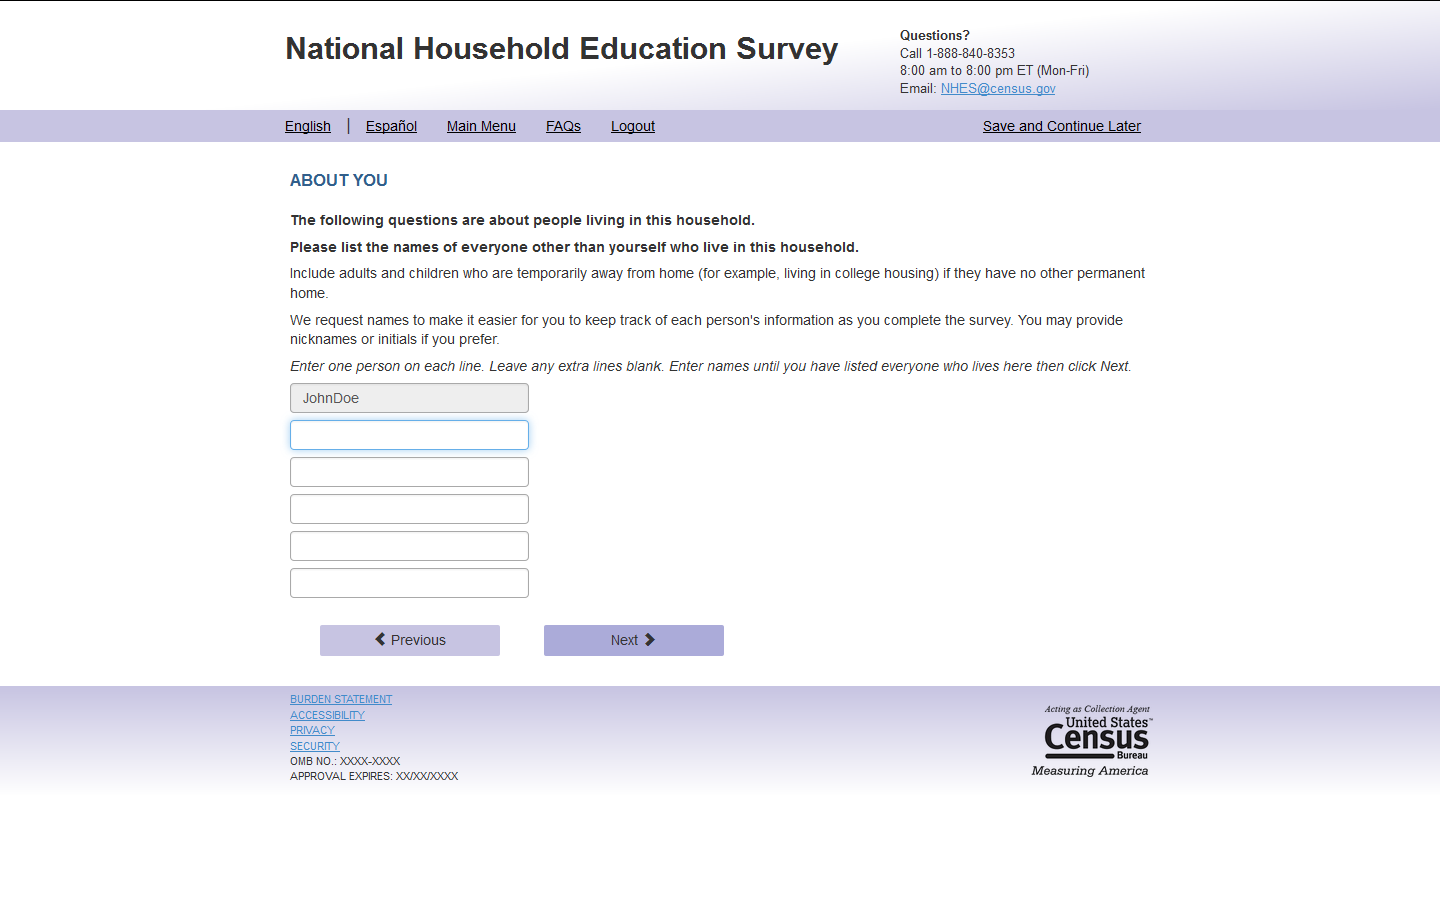 National Household Education Survey
Questions?
Call 1-888-840-8353
8:00 am to 8:00 pm ET (Mon-Fri)
Email: NHES@census.gov
English | Español Main Menu FAQs Logout Save and Continue Later
ABOUT YOU
The following questions are about people living in this household.
Please list the names of everyone other than yourself who live in this household.
Include adults and children who are temporarily away from home (for example, living in college housing) if they have no other permanent
home.
We request names to make it easier for you to keep track of each person's information as you complete the survey. You may provide
nicknames or initials if you prefer.
Enter one person on each line. Leave any extra lines blank. Enter names until you have listed everyone who lives here then click Next.
JohnDoe
Previous Next
BURDEN STATEMENT
ACCESSIBILITY
PRIVACY
SECURITY
OMB NO.: XXXX-XXXX
APPROVAL EXPIRES: XX/XX/XXXX
Acting as Collection Agent
United States™
Census
Bureau
Measuring America